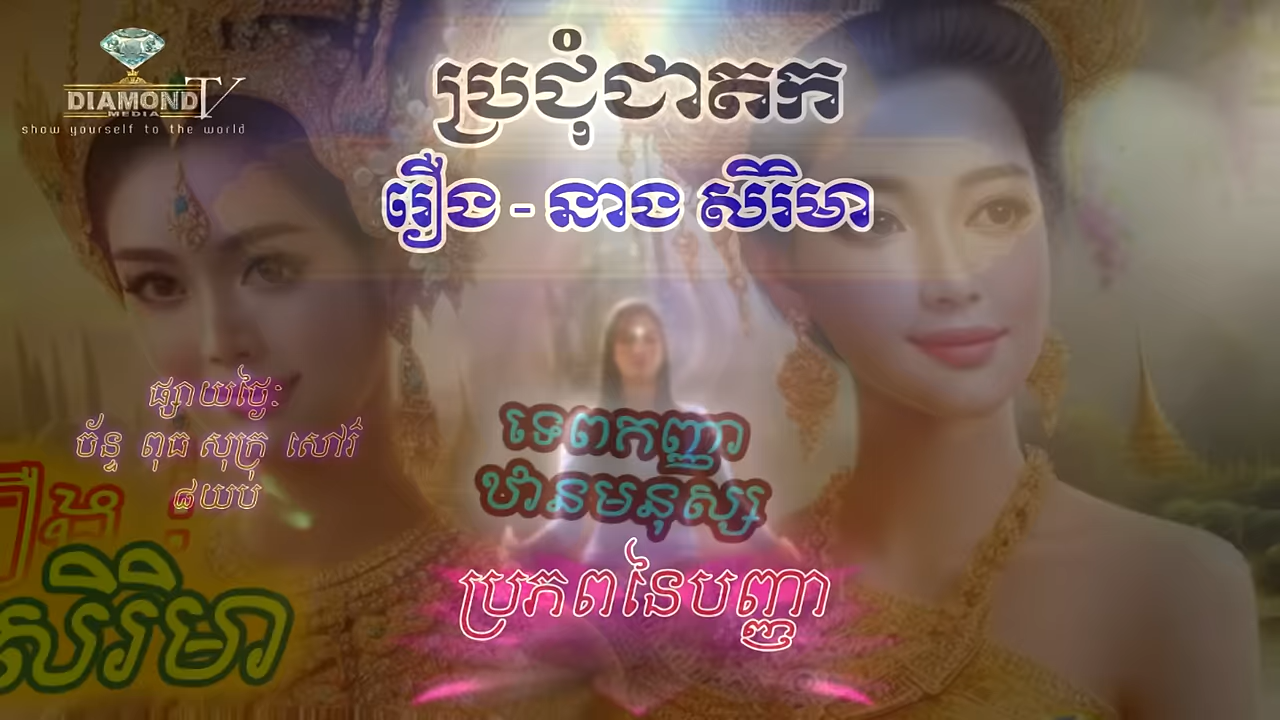 DIAMOND TV
MEDIA
show yourself to the world
ប្រជុំជាតក
រឿង - នាង សិរិមា
ផ្សាយថ្ងៃៈ
ច័ន្ទ ពុធ សុក្រ សៅរ៍
៨យប់
ទេពកញ្ញា
ឋានមនុស្ស
ប្រភពនៃបញ្ញា
រឿង :
សិរិមា